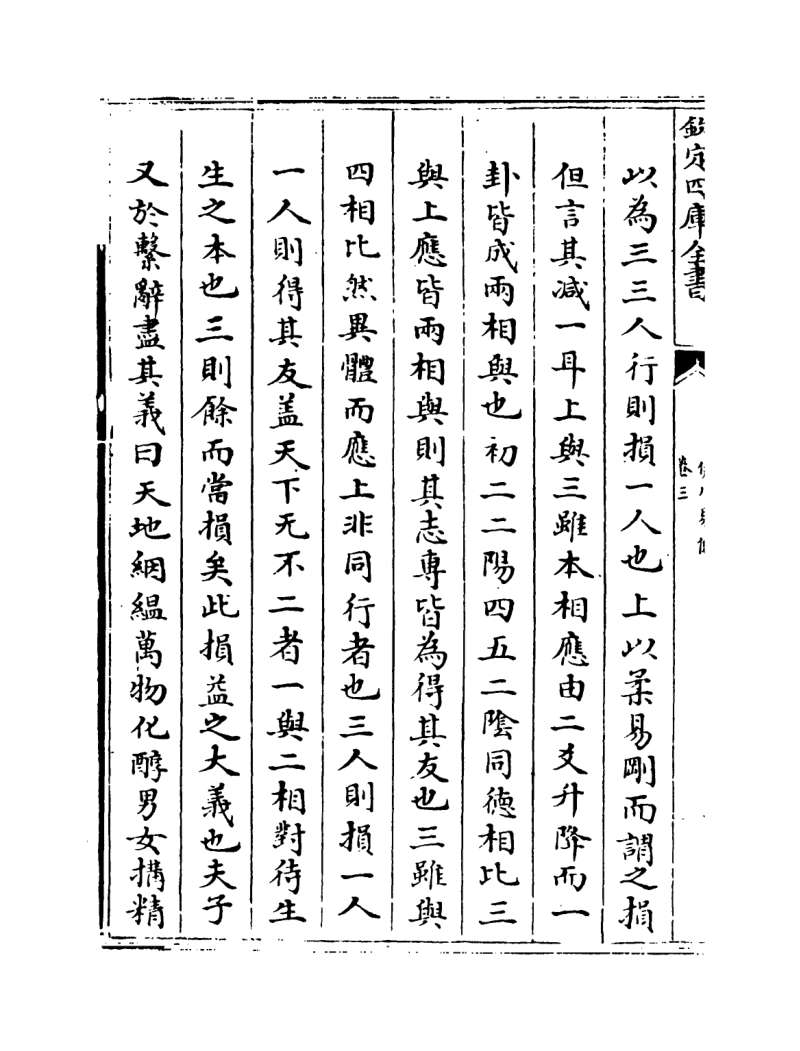 欽定四庫全書
卷三
以為三三人行則損一人也上以柔易剛而謂之損
但言其減一耳上與三雖本相應由二爻升降而一
卦皆成兩相與也初二二陽四五二陰同德相比三
與上應皆兩相與則其志專皆為得其友也三雖與
四相比然異體而應上非同行者也三人則損一人
一人則得其友盖天下无不二者一與二相對待生
生之本也三則餘而當損矣此損益之大義也夫子
又於繫辭盡其義曰天地絪緼萬物化醇男女搆精